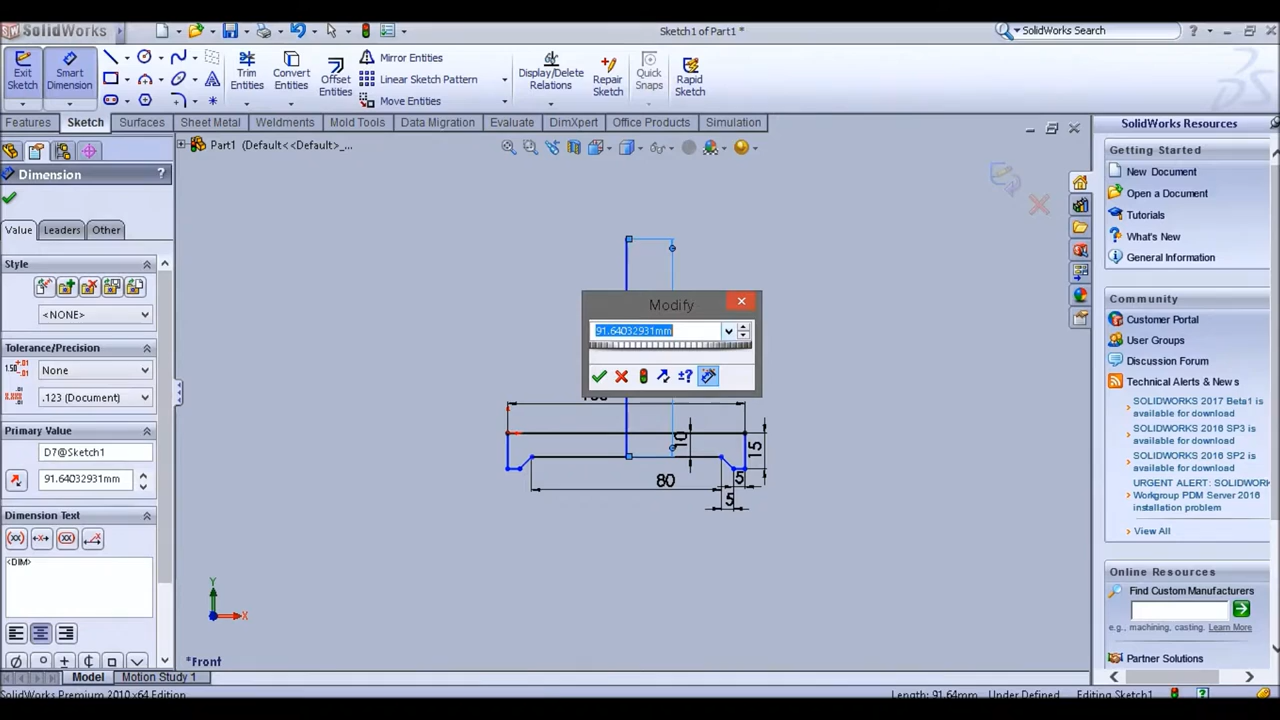 SolidWorks
Sketch1 of Part1 *
SolidWorks Search
Exit Sketch
Smart Dimension
Trim Entities
Convert Entities
Offset Entities
Mirror Entities
Linear Sketch Pattern
Move Entities
Display/Delete Relations
Repair Sketch
Quick Snaps
Rapid Sketch
Features
Sketch
Surfaces
Sheet Metal
Weldments
Mold Tools
Data Migration
Evaluate
DimXpert
Office Products
Simulation
Part1 (Default<<Default>_...
Dimension
?
Value
Leaders
Other
Style
<NONE>
Tolerance/Precision
None
.123 (Document)
Primary Value
D7@Sketch1
91.64032931mm
Dimension Text
<DIM>
Modify
91.64032931mm
10
15
80
5
5
Y
X
*Front
SolidWorks Resources
Getting Started
New Document
Open a Document
Tutorials
What's New
General Information
Community
Customer Portal
User Groups
Discussion Forum
Technical Alerts & News
SOLIDWORKS 2017 Beta1 is
available for download
SOLIDWORKS 2016 SP3 is
available for download
SOLIDWORKS 2016 SP2 is
available for download
URGENT ALERT: SOLIDWORK
Workgroup PDM Server 2016
installation problem
View All
Online Resources
Find Custom Manufacturers
e.g., machining, casting. Learn More
Partner Solutions
Model
Motion Study 1
SolidWorks Premium 2010 x64 Edition
Length: 91.64mm
Under Defined
Editing Sketch1